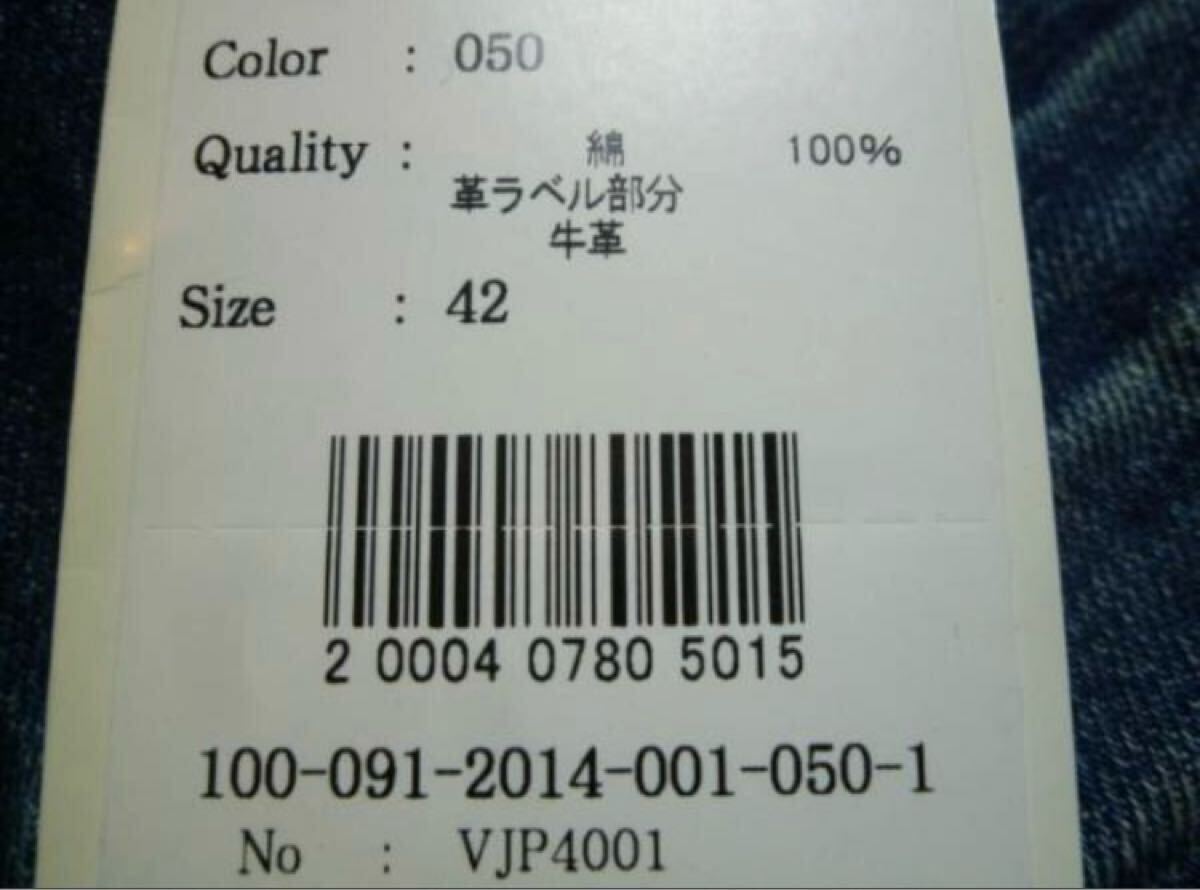 Color : 050
Quality : 綿 100%
革ラベル部分
牛革
Size : 42
2 0004 0780 5015
100-091-2014-001-050-1
No : VJP4001